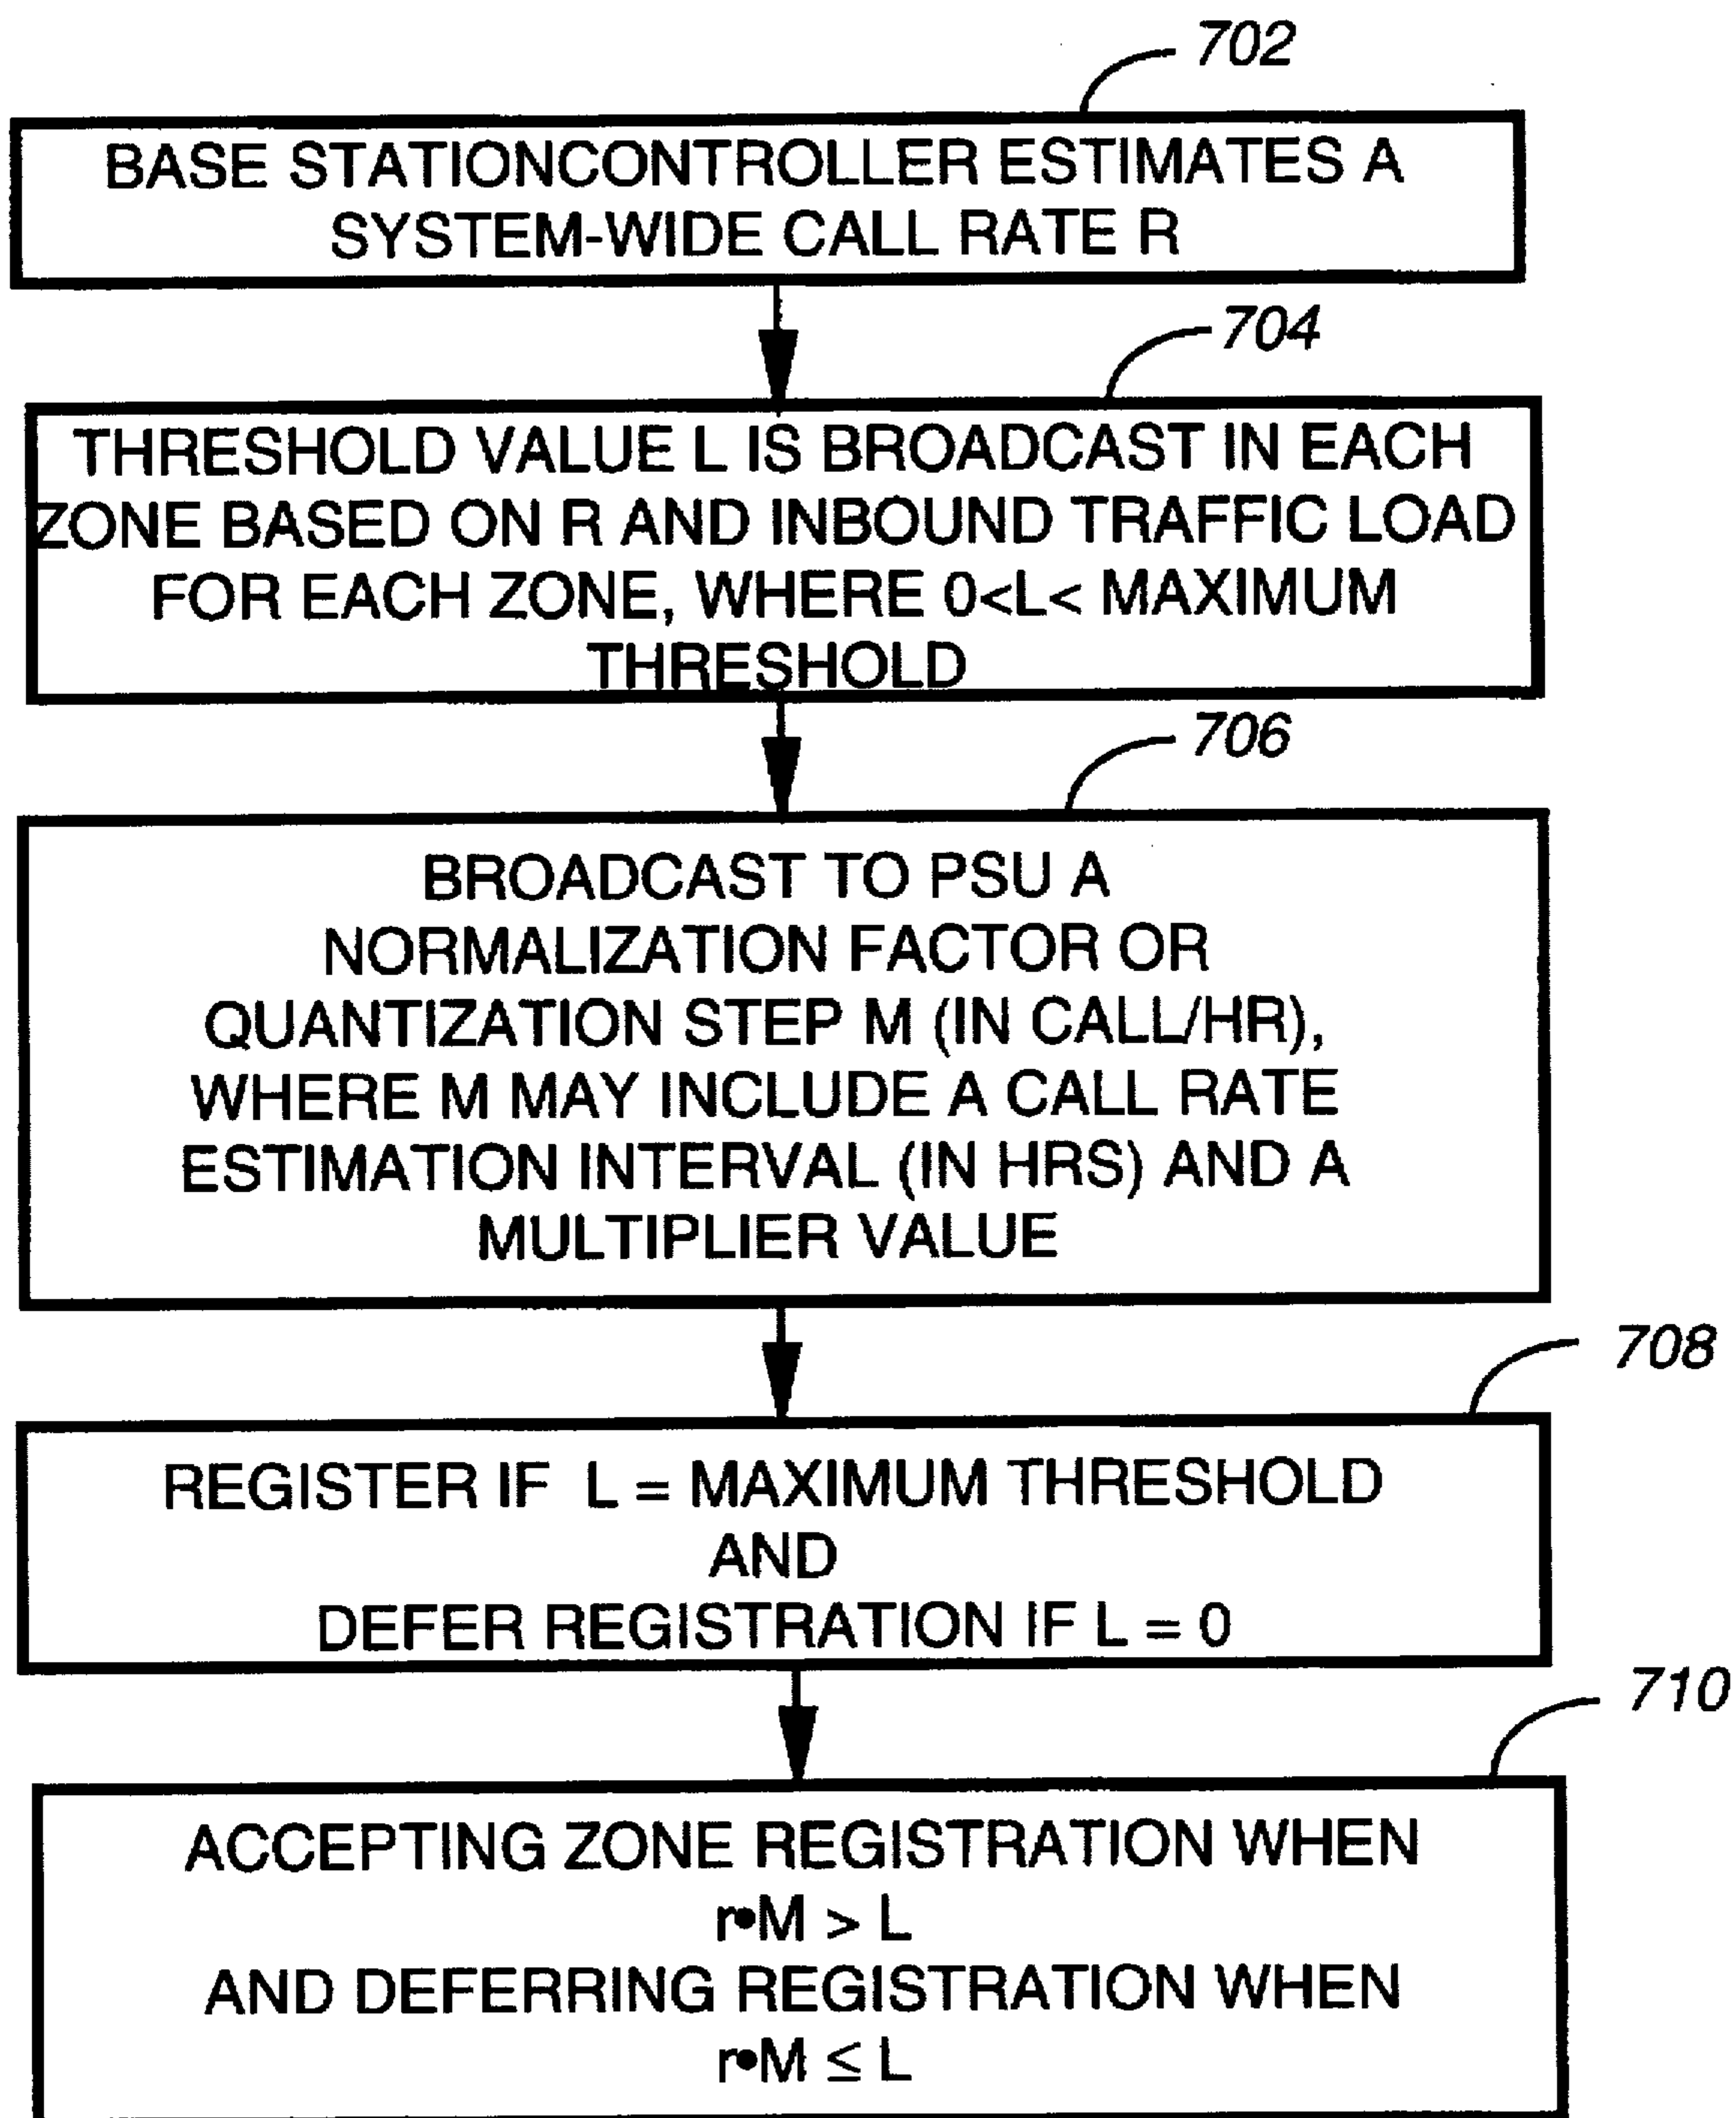 702
BASE STATIONCONTROLLER ESTIMATES A
SYSTEM-WIDE CALL RATE R
704
THRESHOLD VALUE L IS BROADCAST IN EACH
ZONE BASED ON R AND INBOUND TRAFFIC LOAD
FOR EACH ZONE, WHERE 0<L< MAXIMUM
THRESHOLD
706
BROADCAST TO PSU A
NORMALIZATION FACTOR OR
QUANTIZATION STEP M (IN CALL/HR),
WHERE M MAY INCLUDE A CALL RATE
ESTIMATION INTERVAL (IN HRS) AND A
MULTIPLIER VALUE
708
REGISTER IF L = MAXIMUM THRESHOLD
AND
DEFER REGISTRATION IF L = 0
710
ACCEPTING ZONE REGISTRATION WHEN
r•M > L
AND DEFERRING REGISTRATION WHEN
r•M ≤ L